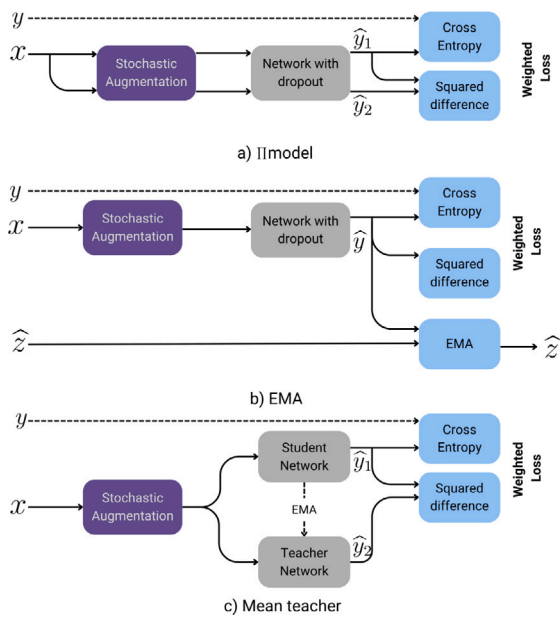 y
x
Stochastic
Augmentation
Network with
dropout
ŷ₁
ŷ₂
Cross
Entropy
Squared
difference
Weighted
Loss
a) Πmodel
y
x
Stochastic
Augmentation
Network with
dropout
ŷ
Cross
Entropy
Squared
difference
Weighted
Loss
ẑ
EMA
ẑ
b) EMA
y
x
Stochastic
Augmentation
Student
Network
EMA
Teacher
Network
ŷ₁
ŷ₂
Cross
Entropy
Squared
difference
Weighted
Loss
c) Mean teacher